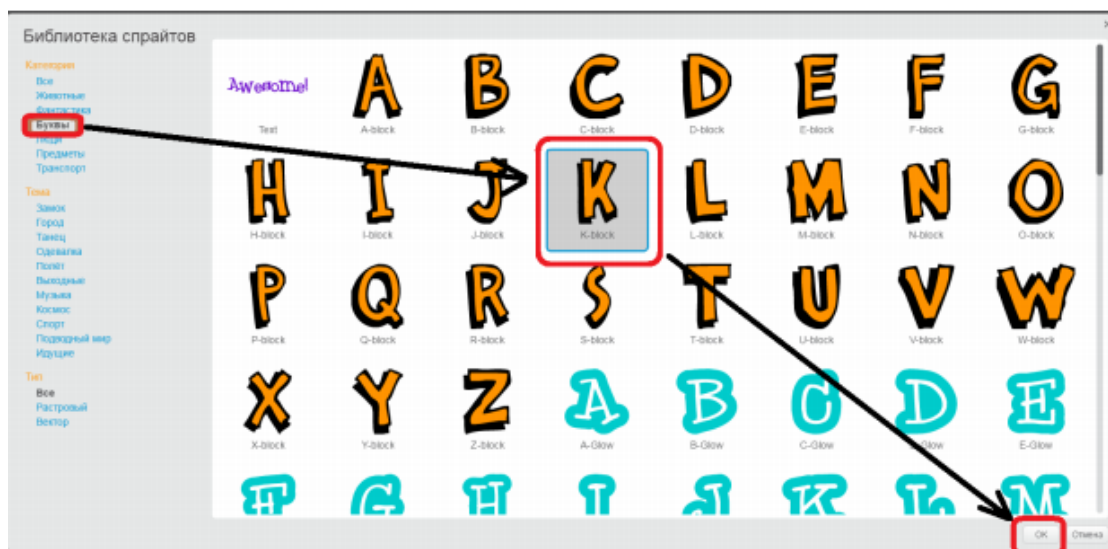 Библиотека спрайтов
Категория
Все
Животные
Фантастика
Буквы
Люди
Предметы
Транспорт
Тема
Замок
Город
Танец
Одевалка
Полёт
Выходные
Музыка
Космос
Спорт
Подводный мир
Идущие
Тип
Все
Растровый
Вектор
Awesome! A B C D E F G
Text A-block B-block C-block D-block E-block F-block G-block
H I J K L M N O
H-block I-block J-block K-block L-block M-block N-block O-block
P Q R S T U V W
P-block Q-block R-block S-block T-block U-block V-block W-block
X Y Z A B C D E
X-block Y-block Z-block A-Glow B-Glow C-Glow D-Glow E-Glow
F G H I J K L M
OK Отмена